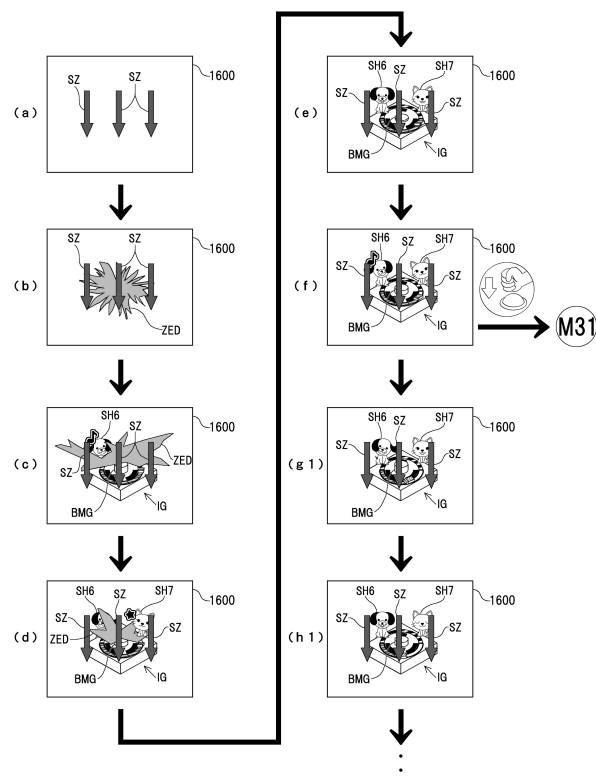 (a)
SZ
SZ
1600
(b)
SZ
SZ
1600
ZED
(c)
SH6
SZ
1600
SZ
ZED
BMG
IG
(d)
SH6
SZ
SH7
1600
SZ
ZED
SZ
BMG
IG
(e)
SH6
SZ
SH7
1600
SZ
SZ
BMG
IG
(f)
SH6
SZ
SH7
1600
SZ
SZ
BMG
IG
M31
(g1)
SH6
SZ
SH7
1600
SZ
SZ
BMG
IG
(h1)
SH6
SZ
SH7
1600
SZ
SZ
BMG
IG